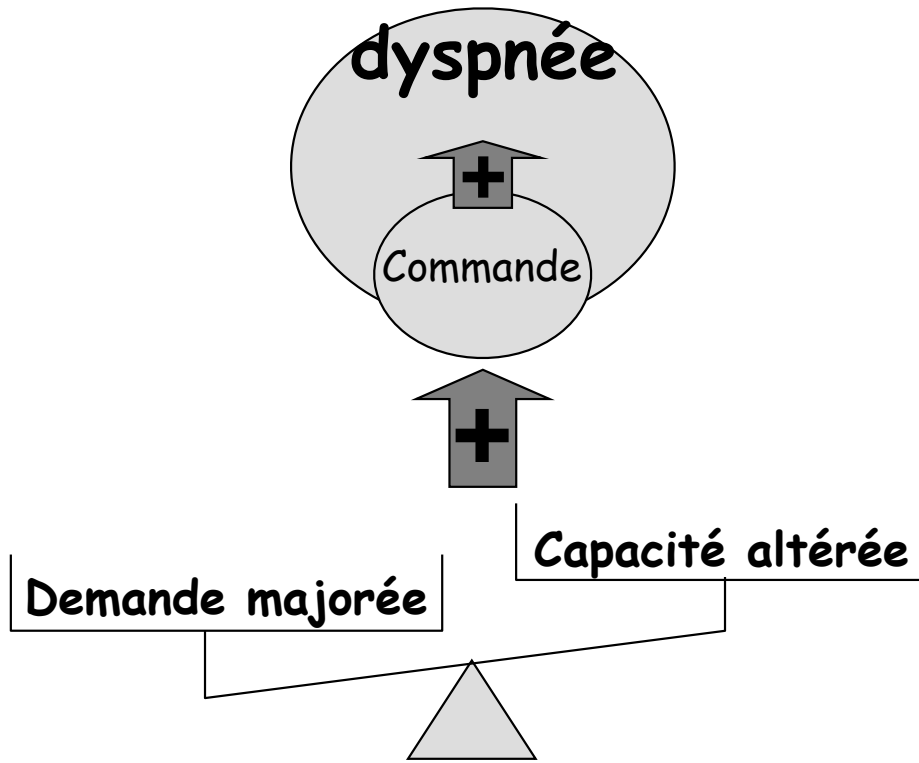 dyspnée
+
Commande
+
Capacité altérée
Demande majorée